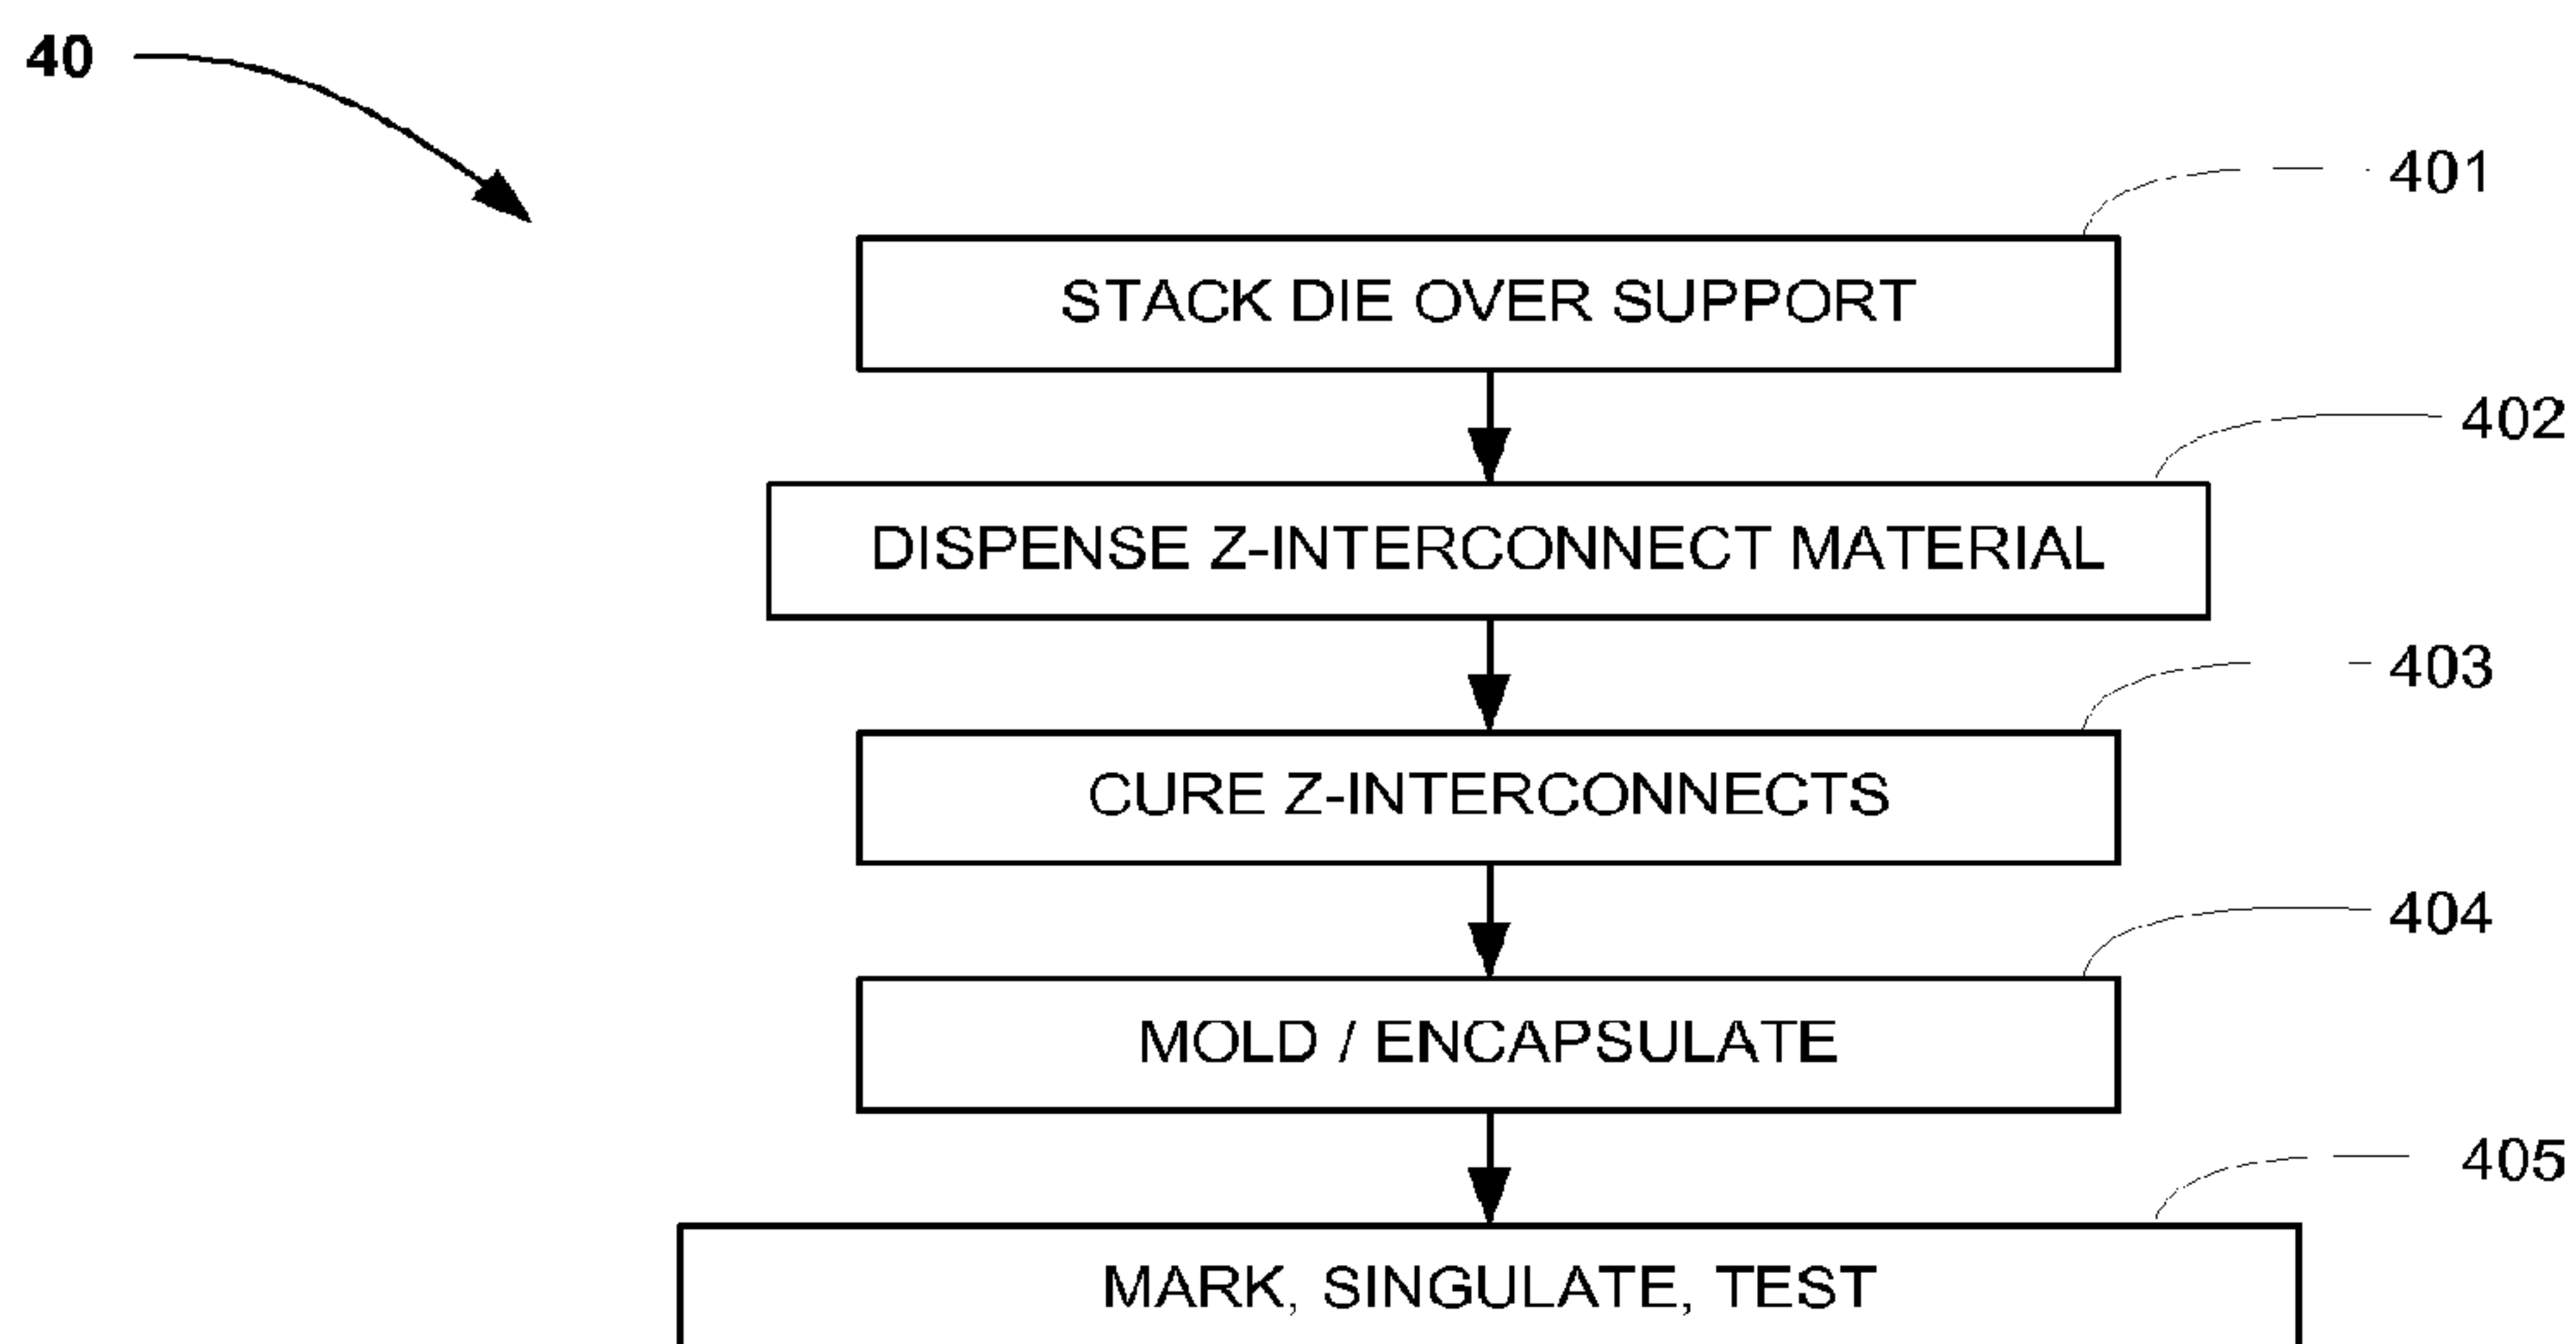 40
401
STACK DIE OVER SUPPORT
402
DISPENSE Z-INTERCONNECT MATERIAL
403
CURE Z-INTERCONNECTS
404
MOLD / ENCAPSULATE
405
MARK, SINGULATE, TEST